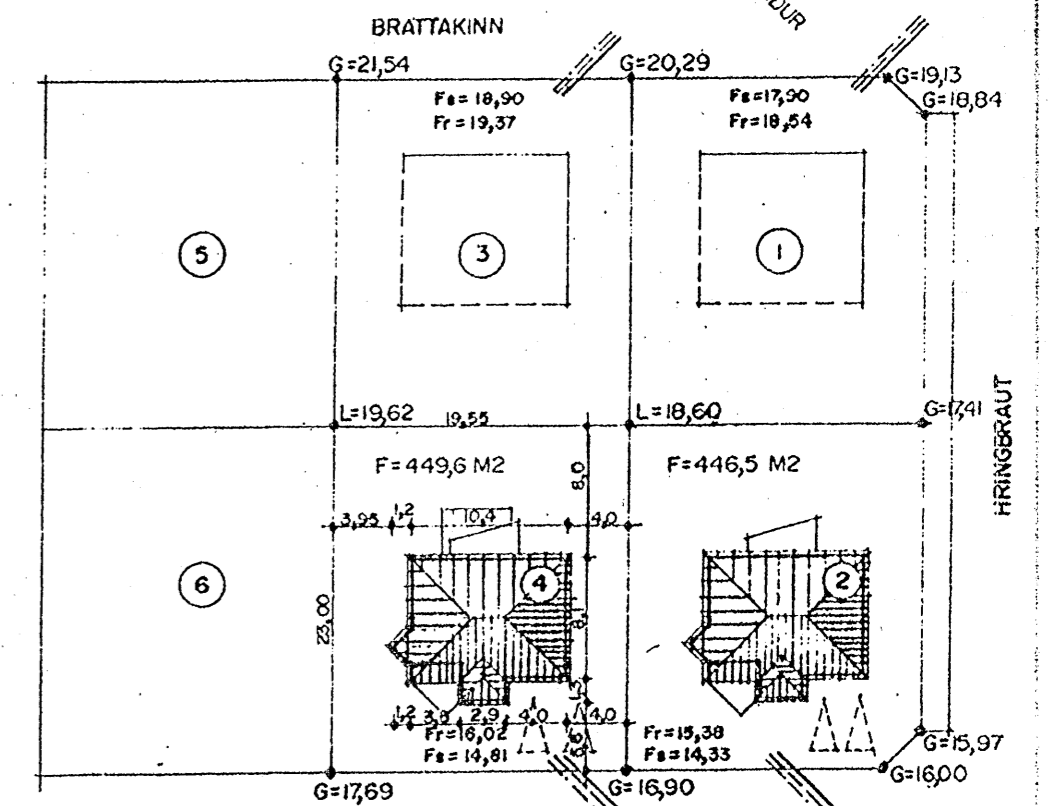 BRATTAKINN
G=21,54
G=20,29
G=19,13
G=18,84
Fs=18,90
Fr=19,37
Fs=17,90
Fr=18,54
5
3
1
HRINGBRAUT
L=19,62
19,55
L=18,60
G=17,41
F=449,6 M2
F=446,5 M2
8,0
3,95
1,2
10,4
4,0
6
4
2
23,00
8,1
1,2
3,8
2,9
4,0
4,0
Fr=16,02
Fs=14,81
Fr=15,38
Fs=14,33
G=15,97
G=16,00
G=17,69
G=16,90